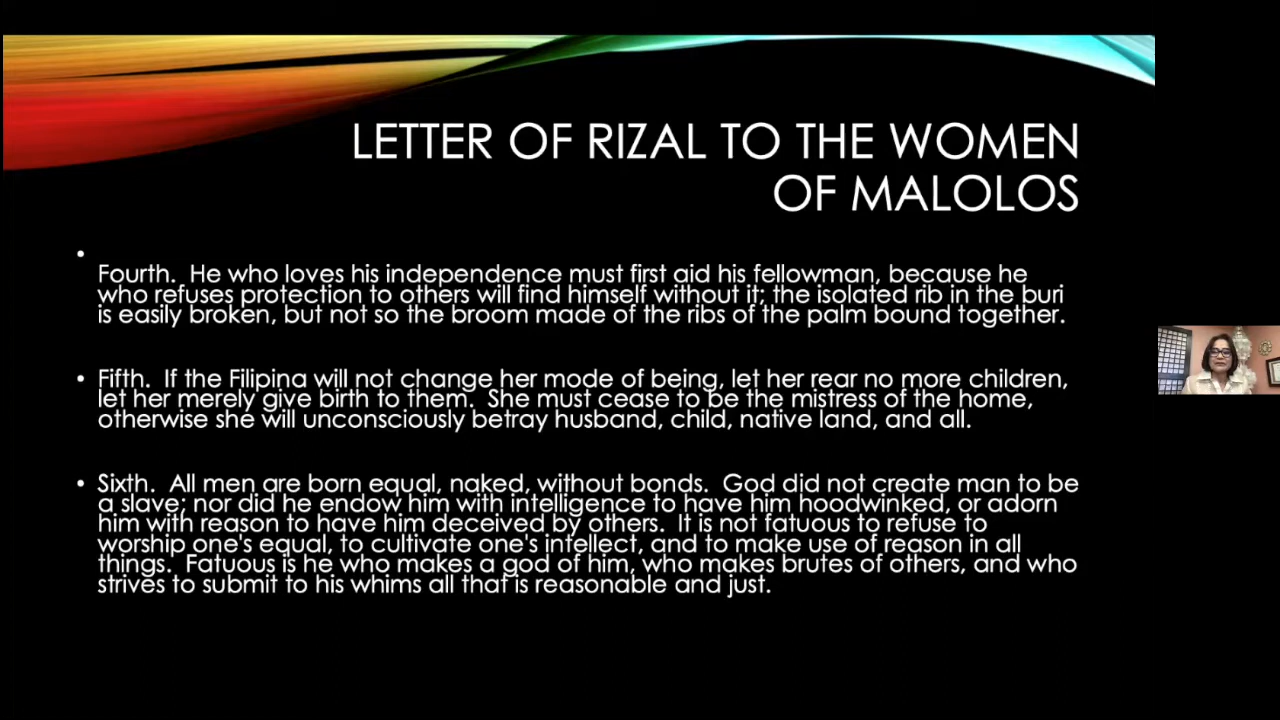 LETTER OF RIZAL TO THE WOMEN
OF MALOLOS
•
Fourth. He who loves his independence must first aid his fellowman, because he
who refuses protection to others will find himself without it; the isolated rib in the buri
is easily broken, but not so the broom made of the ribs of the palm bound together.
• Fifth. If the Filipina will not change her mode of being, let her rear no more children,
let her merely give birth to them. She must cease to be the mistress of the home,
otherwise she will unconsciously betray husband, child, native land, and all.
• Sixth. All men are born equal, naked, without bonds. God did not create man to be
a slave; nor did he endow him with intelligence to have him hoodwinked, or adorn
him with reason to have him deceived by others. It is not fatuous to refuse to
worship one's equal, to cultivate one's intellect, and to make use of reason in all
things. Fatuous is he who makes a god of him, who makes brutes of others, and who
strives to submit to his whims all that is reasonable and just.